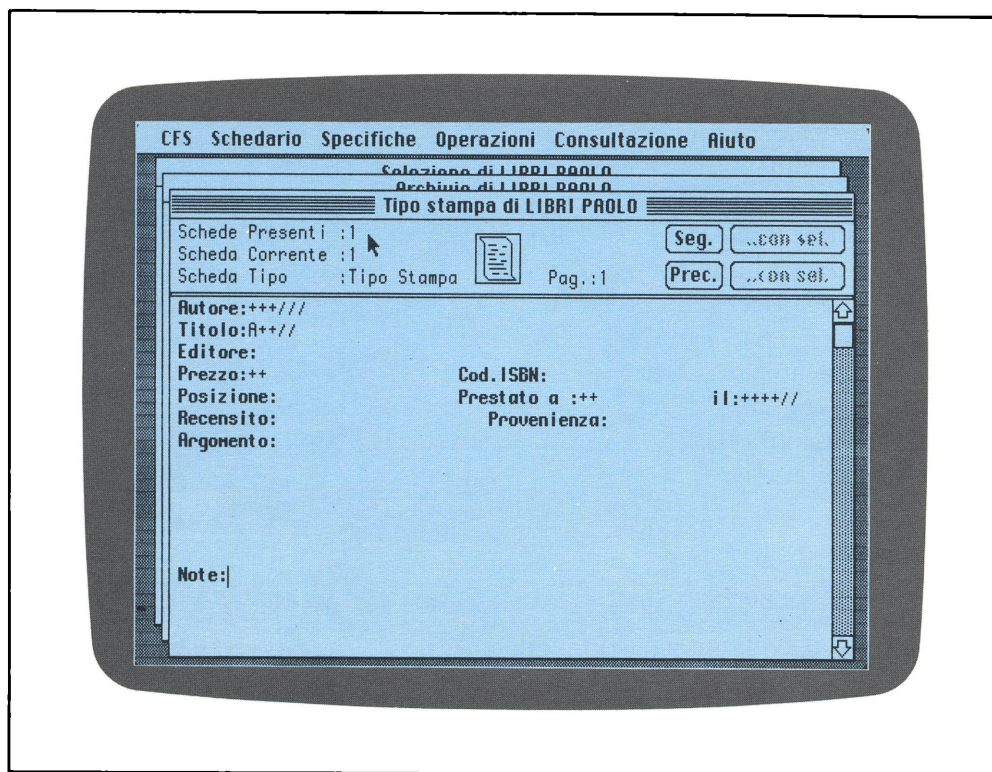 CFS Schedario Specifiche Operazioni Consultazione Aiuto
Selezione di LIBRI PAOLO
Archivio di LIBRI PAOLO
Tipo stampa di LIBRI PAOLO
Schede Presenti :1
Seg. ..con sel.
Scheda Corrente :1
Scheda Tipo :Tipo Stampa Pag.:1
Prec. ..con sel.
Autore:+++///
Titolo:A++//
Editore:
Prezzo:++ Cod.ISBN:
Posizione: Prestato a :++ il:++++//
Recensito: Provenienza:
Argomento:
Note: